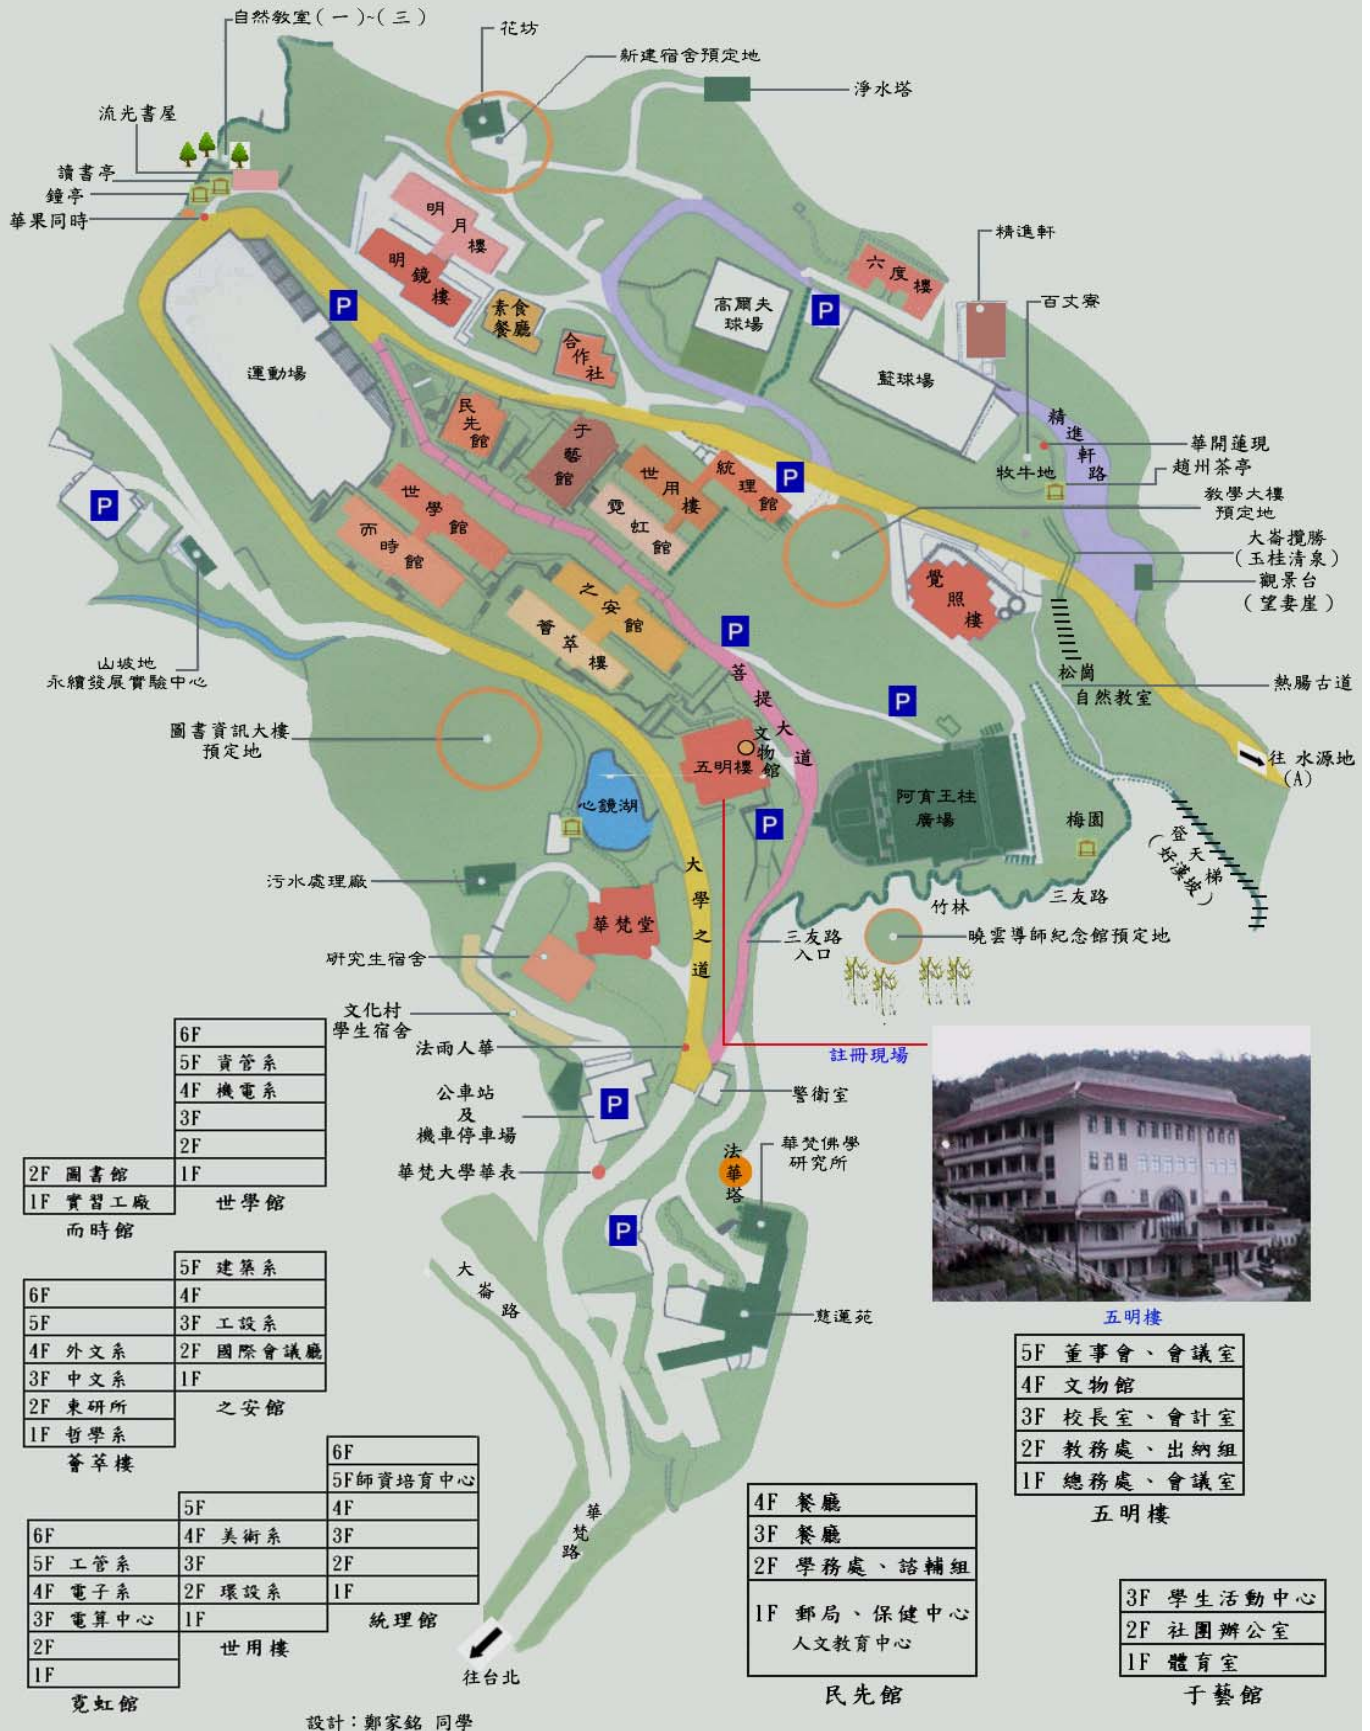 自然教室(一)~(三)
花坊
新建宿舍預定地
淨水塔
流光書屋
讀書亭
鐘亭
華果同時
明月樓
明鏡樓
素食
餐廳
合作社
P
高爾夫
球場
P
六度樓
精進軒
百丈寮
運動場
籃球場
民先館
于藝館
世用樓
統理館
霓虹館
P
精進軒路
牧牛地
華開蓮現
趙州茶亭
教學大樓
預定地
大崙攬勝
(玉桂清泉)
觀景台
(望妻崖)
P
世學館
而時館
之安館
薈萃樓
覺照樓
P
山坡地
永續發展實驗中心
菩提大道
P
松崗
自然教室
熱腸古道
圖書資訊大樓
預定地
文物館
五明樓
往 水源地
(A)
心鏡湖
P
阿育王柱
廣場
梅園
登天梯
(好漢坡)
大學之道
污水處理廠
華梵堂
竹林
三友路
三友路
入口
曉雲導師紀念館預定地
研究生宿舍
文化村
學生宿舍
法雨人華
註冊現場
公車站
及
機車停車場
P
警衛室
華梵大學華表
法華塔
華梵佛學
研究所
P
大崙路
慈蓮苑
華梵路
往台北
6F
5F 資管系
4F 機電系
3F
2F
1F
世學館
2F 圖書館
1F 實習工廠
而時館
5F 建築系
4F
3F 工設系
2F 國際會議廳
1F
之安館
6F
5F
4F 外文系
3F 中文系
2F 東研所
1F 哲學系
薈萃樓
6F
5F師資培育中心
4F
3F
2F
1F
統理館
5F
4F 美術系
3F
2F 環設系
1F
世用樓
6F
5F 工管系
4F 電子系
3F 電算中心
2F
1F
霓虹館
五明樓
5F 董事會、會議室
4F 文物館
3F 校長室、會計室
2F 教務處、出納組
1F 總務處、會議室
五明樓
4F 餐廳
3F 餐廳
2F 學務處、諮輔組
1F 郵局、保健中心
人文教育中心
民先館
3F 學生活動中心
2F 社團辦公室
1F 體育室
于藝館
設計：鄭家銘 同學